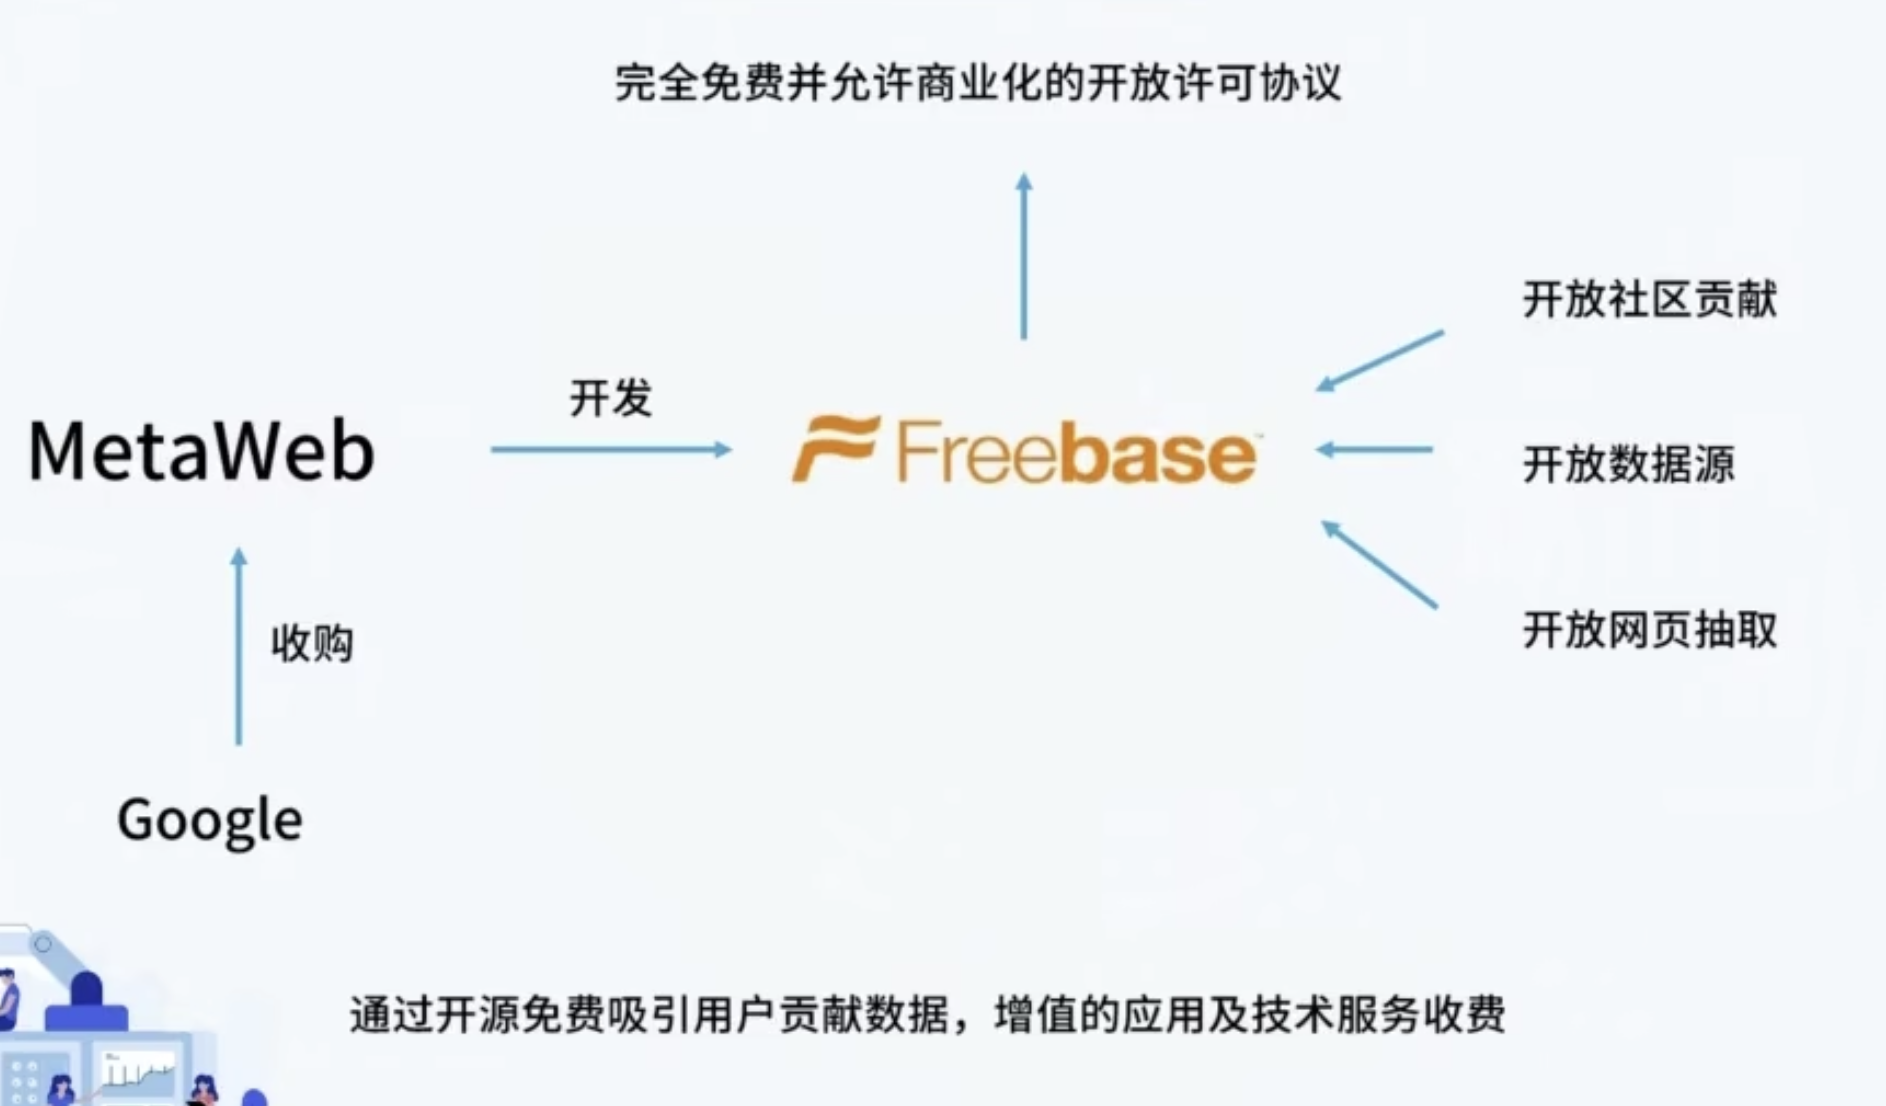 完全免费并允许商业化的开放许可协议
开放社区贡献
开发
MetaWeb
Freebase™
开放数据源
收购
开放网页抽取
Google
通过开源免费吸引用户贡献数据，增值的应用及技术服务收费